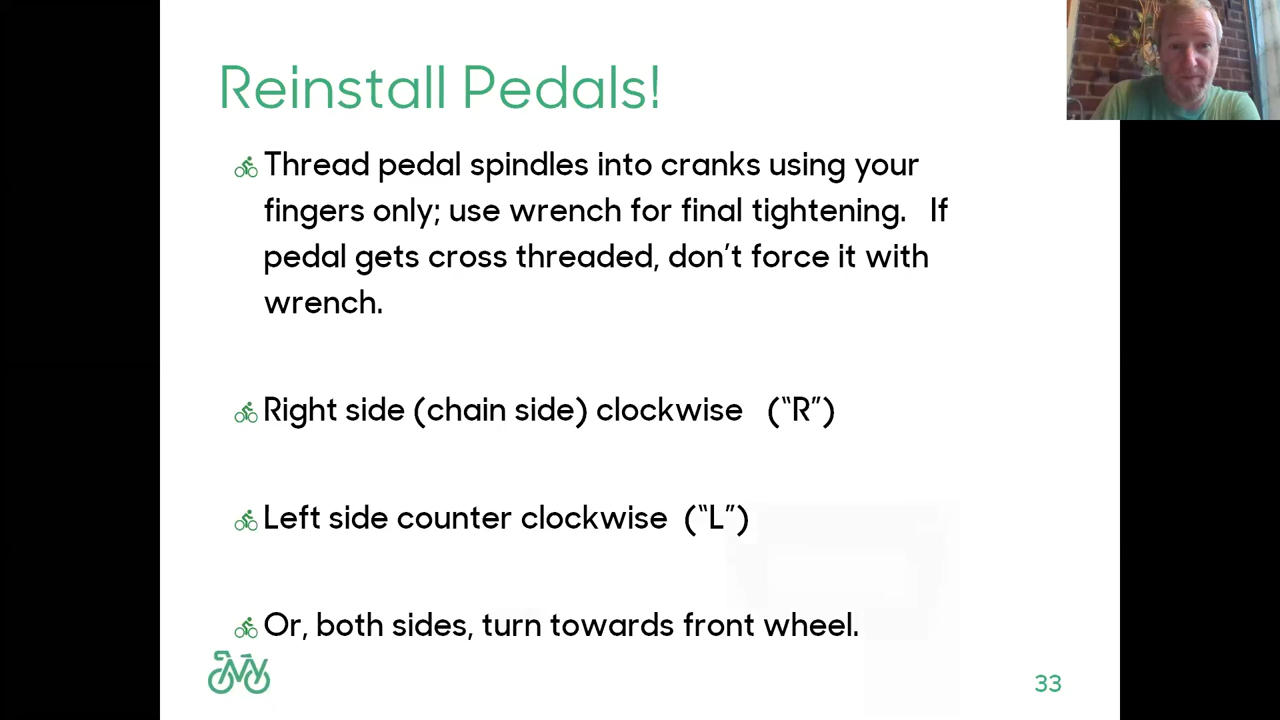 Reinstall Pedals!
Thread pedal spindles into cranks using your
fingers only; use wrench for final tightening. If
pedal gets cross threaded, don’t force it with
wrench.
Right side (chain side) clockwise (“R”)
Left side counter clockwise (“L”)
Or, both sides, turn towards front wheel.
33